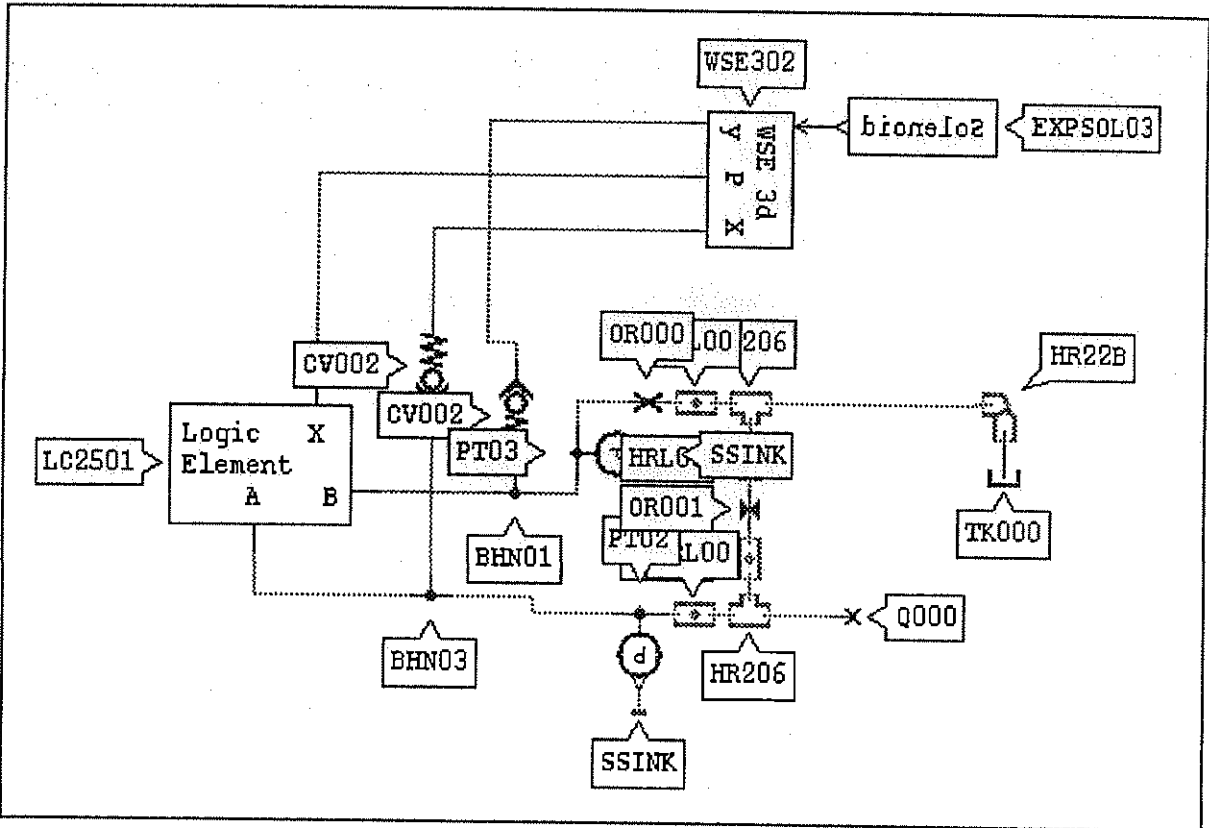 WSE302
Solenoid
EXPSOL03
WSE 3d
y P X
OR000
L00
206
HR22B
CV002
CV002
Logic X
Element
A B
LC2501
PT03
HRL0
SSINK
OR001
TK000
BHN01
PT02
L00
Q000
BHN03
P
HR206
SSINK